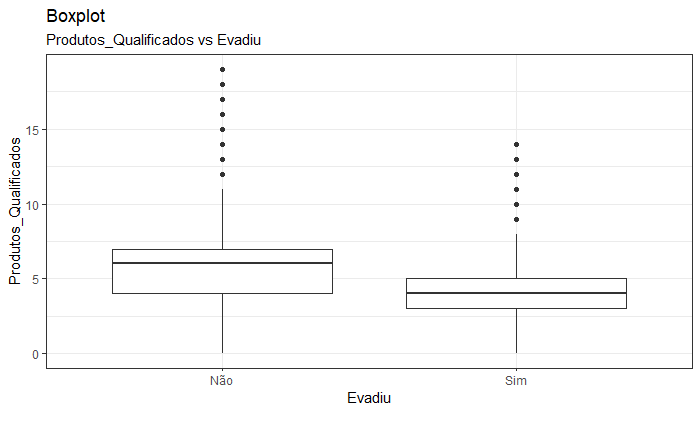 Boxplot
Produtos_Qualificados vs Evadiu
Produtos_Qualificados
15
10
5
0
Não
Sim
Evadiu